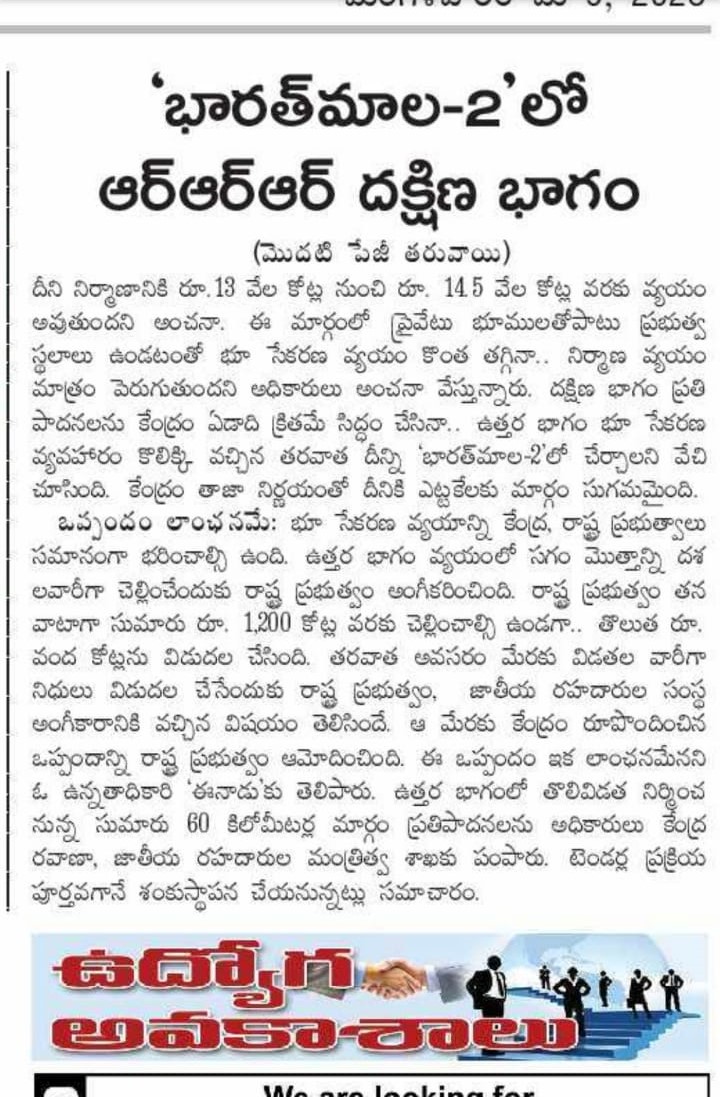 ‘భారత్‌మాల-2’లో
ఆర్‌ఆర్‌ఆర్‌ దక్షిణ భాగం
(మొదటి పేజీ తరువాయి)
దీని నిర్మాణానికి రూ.13 వేల కోట్ల నుంచి రూ. 14.5 వేల కోట్ల వరకు వ్యయం
అవుతుందని అంచనా. ఈ మార్గంలో ప్రైవేటు భూములతోపాటు ప్రభుత్వ
స్థలాలు ఉండటంతో భూ సేకరణ వ్యయం కొంత తగ్గినా.. నిర్మాణ వ్యయం
మాత్రం పెరుగుతుందని అధికారులు అంచనా వేస్తున్నారు. దక్షిణ భాగం ప్రతి
పాదనలను కేంద్రం ఏడాది క్రితమే సిద్ధం చేసినా.. ఉత్తర భాగం భూ సేకరణ
వ్యవహారం కొలిక్కి వచ్చిన తరవాత దీన్ని ‘భారత్‌మాల-2’లో చేర్చాలని వేచి
చూసింది. కేంద్రం తాజా నిర్ణయంతో దీనికి ఎట్టకేలకు మార్గం సుగమమైంది.
ఒప్పందం లాంఛనమే: భూ సేకరణ వ్యయాన్ని కేంద్ర, రాష్ట్ర ప్రభుత్వాలు
సమానంగా భరించాల్సి ఉంది. ఉత్తర భాగం వ్యయంలో సగం మొత్తాన్ని దశ
లవారీగా చెల్లించేందుకు రాష్ట్ర ప్రభుత్వం అంగీకరించింది. రాష్ట్ర ప్రభుత్వం తన
వాటాగా సుమారు రూ. 1,200 కోట్ల వరకు చెల్లించాల్సి ఉండగా.. తొలుత రూ.
వంద కోట్లను విడుదల చేసింది. తరవాత అవసరం మేరకు విడతల వారీగా
నిధులు విడుదల చేసేందుకు రాష్ట్ర ప్రభుత్వం, జాతీయ రహదారుల సంస్థ
అంగీకారానికి వచ్చిన విషయం తెలిసిందే. ఆ మేరకు కేంద్రం రూపొందించిన
ఒప్పందాన్ని రాష్ట్ర ప్రభుత్వం ఆమోదించింది. ఈ ఒప్పందం ఇక లాంఛనమేనని
ఓ ఉన్నతాధికారి ‘ఈనాడు’కు తెలిపారు. ఉత్తర భాగంలో తొలివిడత నిర్మించ
నున్న సుమారు 60 కిలోమీటర్ల మార్గం ప్రతిపాదనలను అధికారులు కేంద్ర
రవాణా, జాతీయ రహదారుల మంత్రిత్వ శాఖకు పంపారు. టెండర్ల ప్రక్రియ
పూర్తవగానే శంకుస్థాపన చేయనున్నట్లు సమాచారం.
ఉద్యోగ
అవకాశాలు
We are looking for